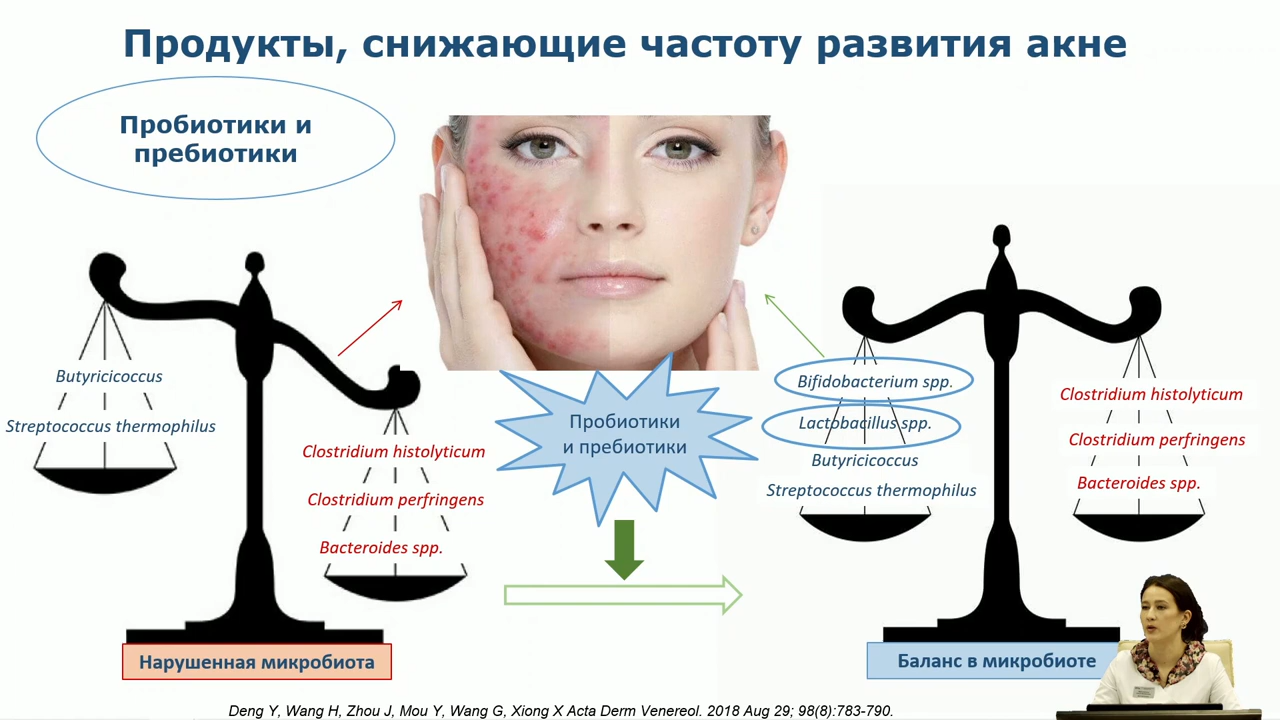 Продукты, снижающие частоту развития акне
Пробиотики и
пребиотики
Butyricicoccus
Streptococcus thermophilus
Clostridium histolyticum
Clostridium perfringens
Bacteroides spp.
Нарушенная микробиота
Пробиотики
и пребиотики
Bifidobacterium spp.
Lactobacillus spp.
Butyricicoccus
Streptococcus thermophilus
Clostridium histolyticum
Clostridium perfringens
Bacteroides spp.
Баланс в микробиоте
Deng Y, Wang H, Zhou J, Mou Y, Wang G, Xiong X Acta Derm Venereol. 2018 Aug 29; 98(8):783-790.